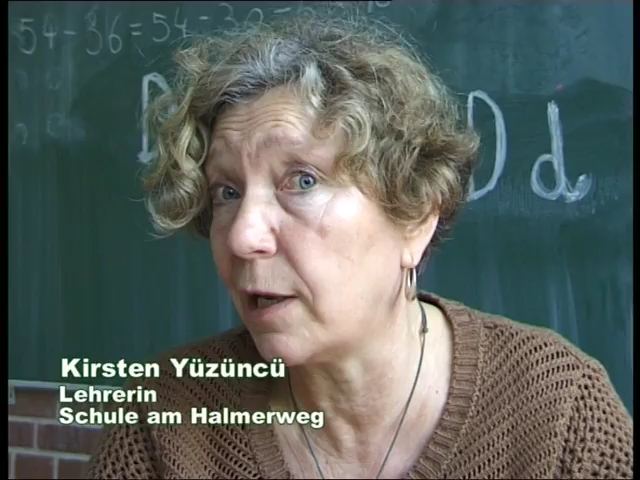 54-36=54-30-
D D d
Kirsten Yüzüncü
Lehrerin
Schule am Halmerweg